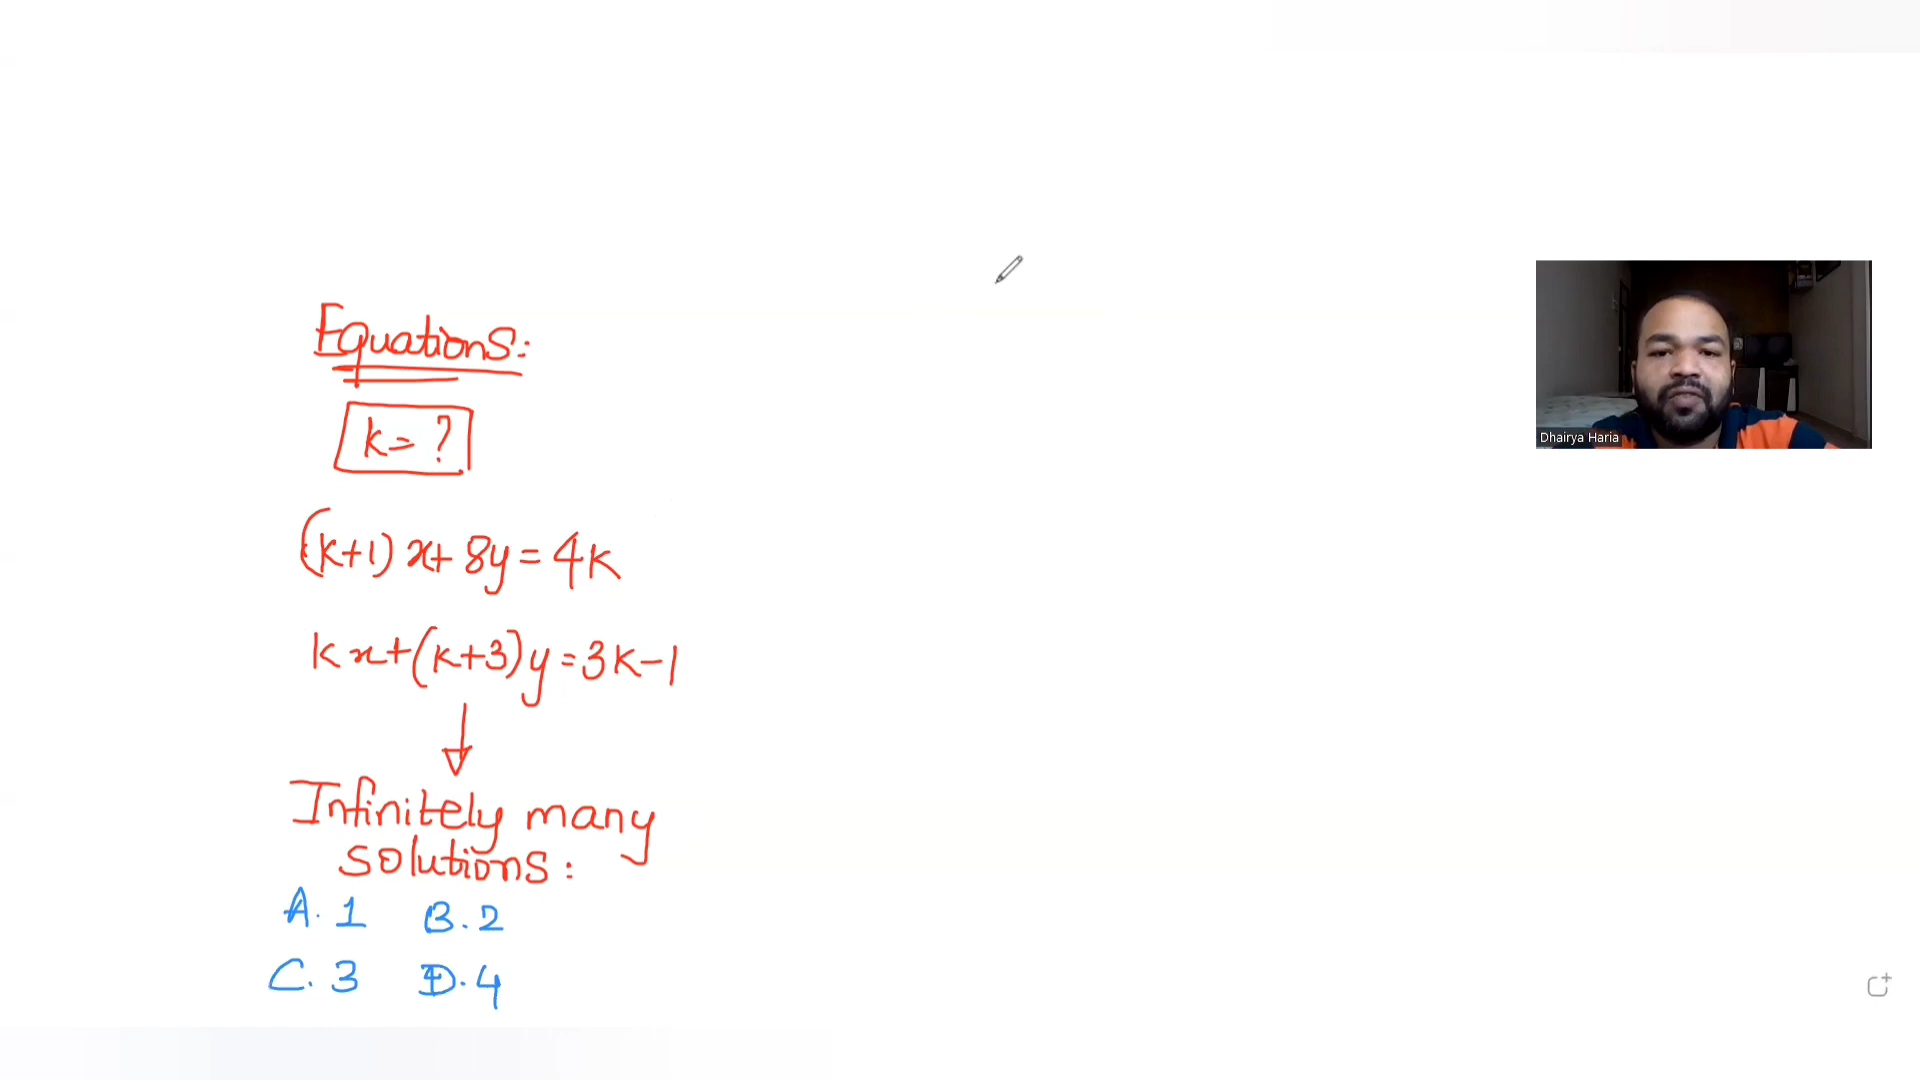 Equations:
k = ?
(k+1) x + 8y = 4k
kx + (k+3)y = 3k-1
Infinitely many
solutions:
A. 1 B. 2
C. 3 D. 4
Dhairya Haria